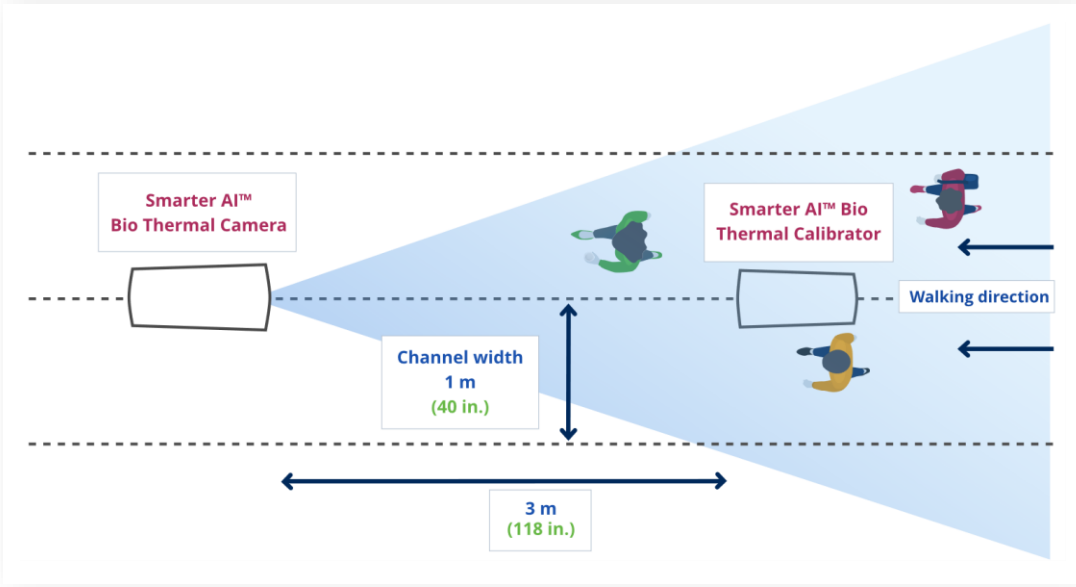 Smarter AI™
Bio Thermal Camera
Smarter AI™ Bio
Thermal Calibrator
Walking direction
Channel width
1 m
(40 in.)
3 m
(118 in.)